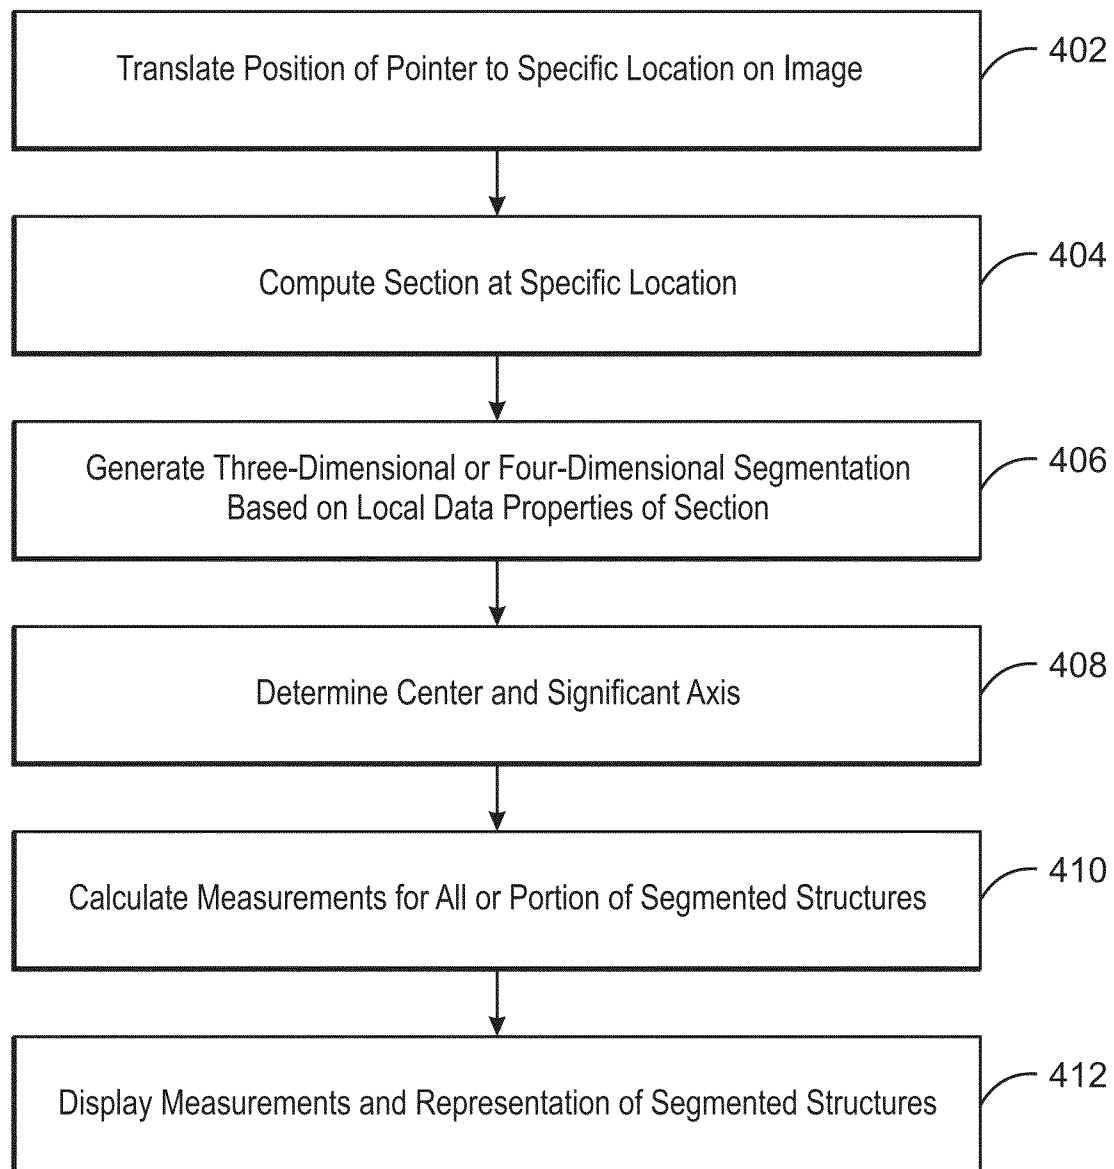 Translate Position of Pointer to Specific Location on Image
402
Compute Section at Specific Location
404
Generate Three-Dimensional or Four-Dimensional Segmentation
Based on Local Data Properties of Section
406
Determine Center and Significant Axis
408
Calculate Measurements for All or Portion of Segmented Structures
410
Display Measurements and Representation of Segmented Structures
412